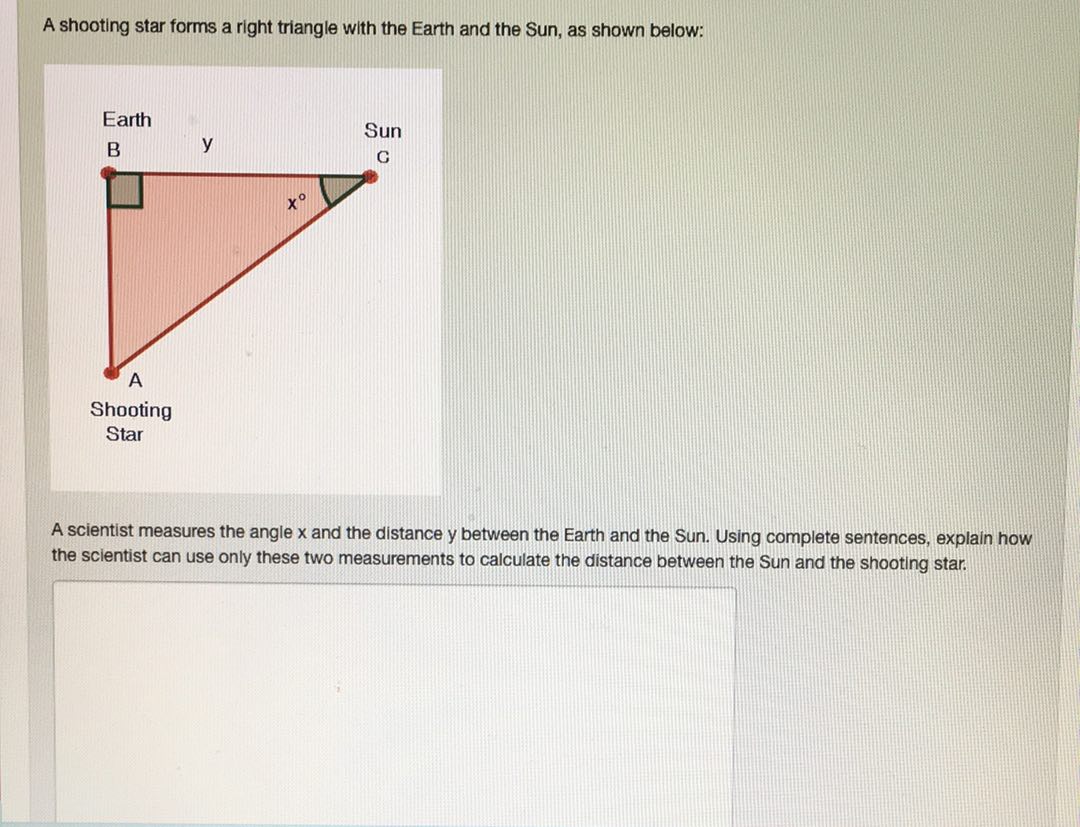 A shooting star forms a right triangle with the Earth and the Sun, as shown below:
Earth
B
y
Sun
C
x°
A
Shooting
Star
A scientist measures the angle x and the distance y between the Earth and the Sun. Using complete sentences, explain how
the scientist can use only these two measurements to calculate the distance between the Sun and the shooting star.